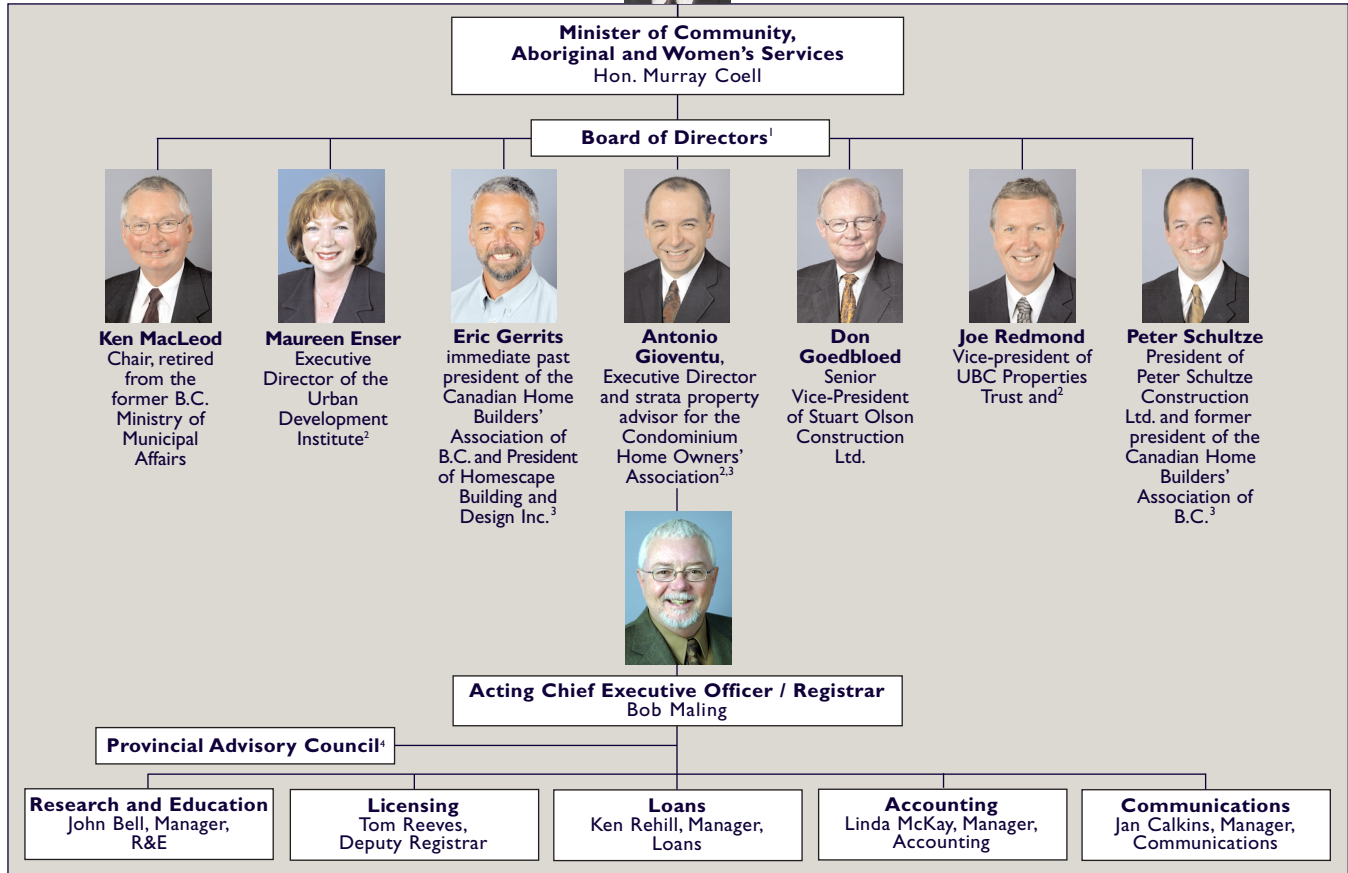 Minister of Community,
Aboriginal and Women's Services
Hon. Murray Coell
Board of Directors¹
Ken MacLeod
Chair, retired
from the
former B.C.
Ministry of
Municipal
Affairs
Maureen Enser
Executive
Director of the
Urban
Development
Institute²
Eric Gerrits
immediate past
president of the
Canadian Home
Builders'
Association of
B.C. and President
of Homescape
Building and
Design Inc.³
Antonio
Gioventu,
Executive Director
and strata property
advisor for the
Condominium
Home Owners'
Association²,³
Don
Goedbloed
Senior
Vice-President
of Stuart Olson
Construction
Ltd.
Joe Redmond
Vice-president of
UBC Properties
Trust and²
Peter Schultze
President of
Peter Schultze
Construction
Ltd. and former
president of the
Canadian Home
Builders'
Association of
B.C.³
Acting Chief Executive Officer / Registrar
Bob Maling
Provincial Advisory Council⁴
Research and Education
John Bell, Manager,
R&E
Licensing
Tom Reeves,
Deputy Registrar
Loans
Ken Rehill, Manager,
Loans
Accounting
Linda McKay, Manager,
Accounting
Communications
Jan Calkins, Manager,
Communications